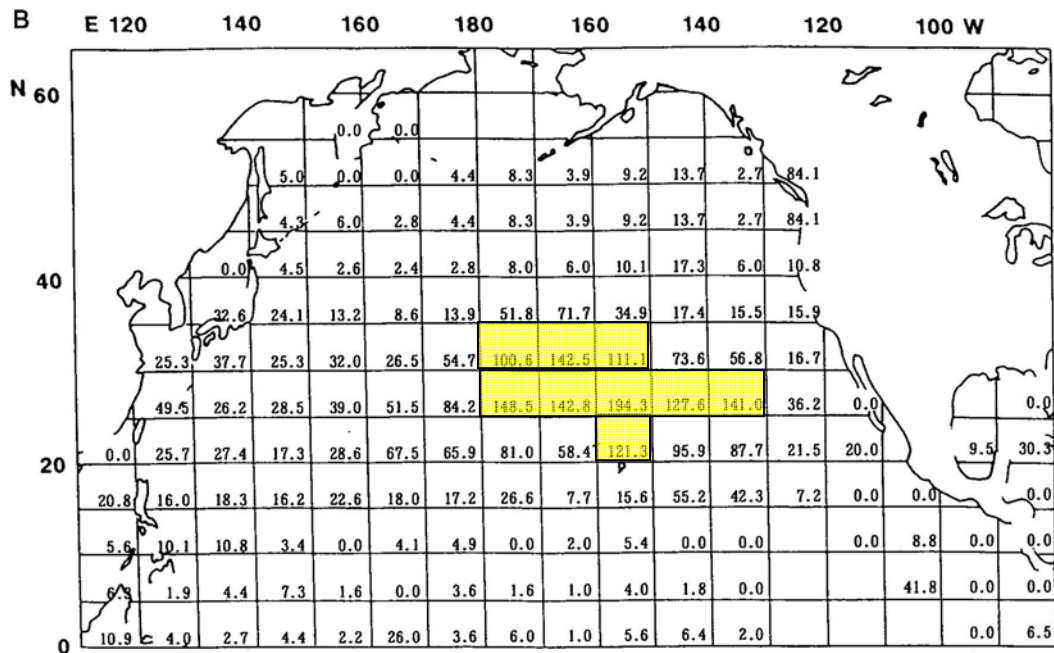 B
E 120 140 160 180 160 140 120 100 W
N 60
0.0 0.0
5.0 0.0 0.0 4.4 8.3 3.9 9.2 13.7 2.7 84.1
4.3 6.0 2.8 4.4 8.3 3.9 9.2 13.7 2.7 84.1
40 0.0 4.5 2.6 2.4 2.8 8.0 6.0 10.1 17.3 6.0 10.8
32.6 24.1 13.2 8.6 13.9 51.8 71.7 34.9 17.4 15.5 15.9
25.3 37.7 25.3 32.0 26.5 54.7 100.6 142.5 111.1 73.6 56.8 16.7
49.5 26.2 28.5 39.0 51.5 84.2 148.5 142.8 194.3 127.6 141.0 36.2 0.0 0.0
20 0.0 25.7 27.4 17.3 28.6 67.5 65.9 81.0 58.4 121.3 95.9 87.7 21.5 20.0 9.5 30.3
20.8 16.0 18.3 16.2 22.6 18.0 17.2 26.6 7.7 15.6 55.2 42.3 7.2 0.0 0.0 0.0
5.6 10.1 10.8 3.4 0.0 4.1 4.9 0.0 2.0 5.4 0.0 0.0 0.0 8.8 0.0 0.0
1.9 4.4 7.3 1.6 0.0 3.6 1.6 1.0 4.0 1.8 0.0 41.8 0.0 0.0
0 10.9 4.0 2.7 4.4 2.2 26.0 3.6 6.0 1.0 5.6 6.4 2.0 0.0 6.5